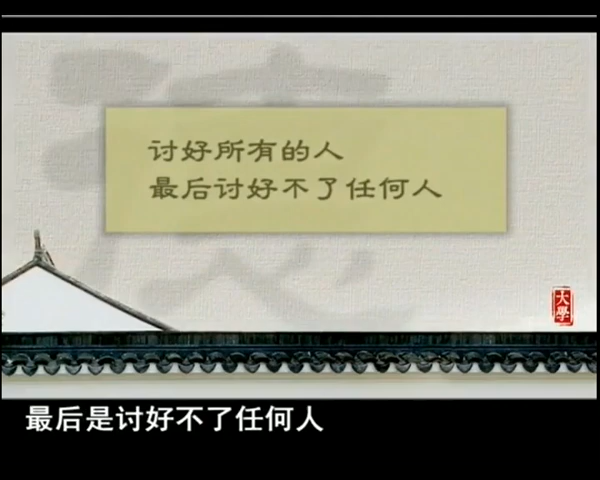 讨好所有的人
最后讨好不了任何人
大學
最后是讨好不了任何人